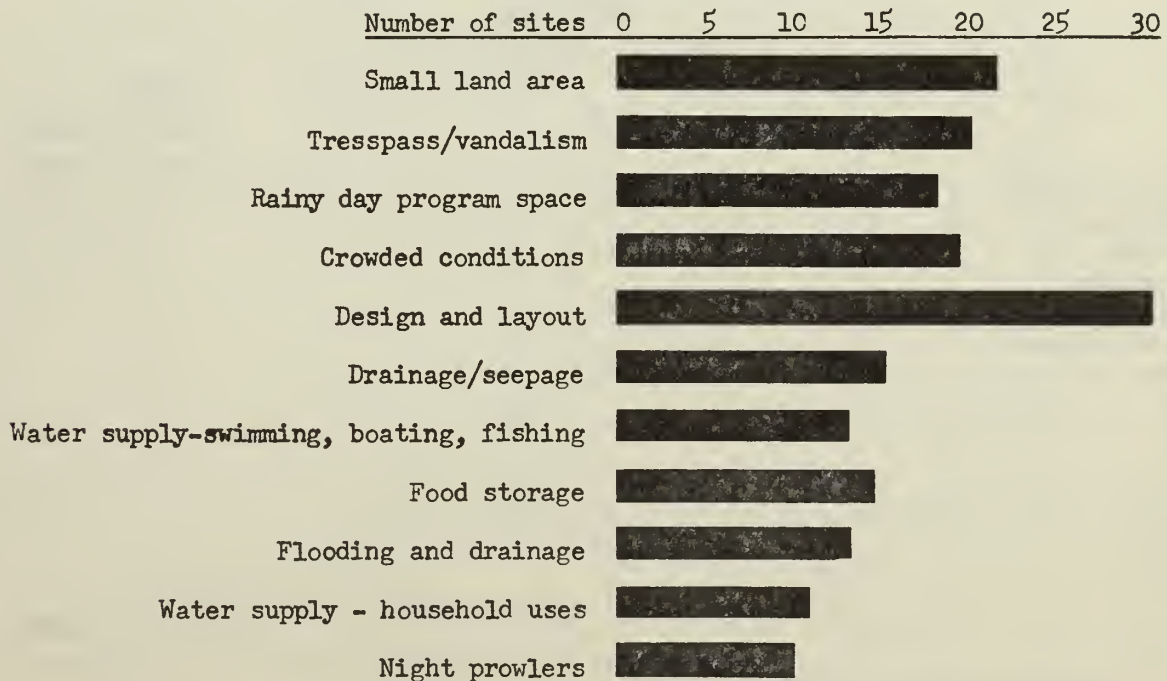 Number of sites 0 5 10 15 20 25 30
Small land area
Tresspass/vandalism
Rainy day program space
Crowded conditions
Design and layout
Drainage/seepage
Water supply-swimming, boating, fishing
Food storage
Flooding and drainage
Water supply - household uses
Night prowlers